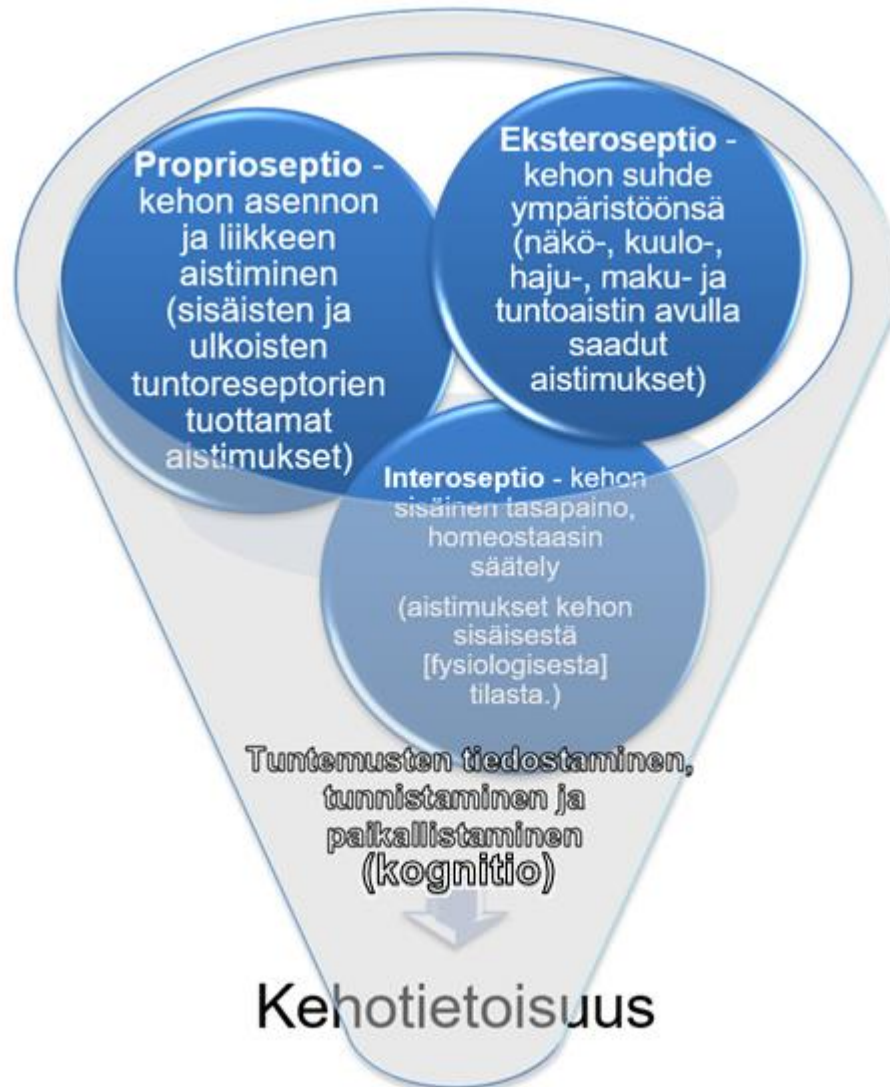 Proprioseptio -
kehon asennon
ja liikkeen
aistiminen
(sisäisten ja
ulkoisten
tuntoreseptorien
tuottamat
aistimukset)
Eksteroseptio -
kehon suhde
ympäristöönsä
(näkö-, kuulo-,
haju-, maku- ja
tuntoaistin avulla
saadut
aistimukset)
Interoseptio - kehon
sisäinen tasapaino,
homeostaasin
säätely
(aistimukset kehon
sisäisestä
[fysiologisesta]
tilasta.)
Tuntemusten tiedostaminen,
tunnistaminen ja
paikallistaminen
(kognitio)
Kehotietoisuus